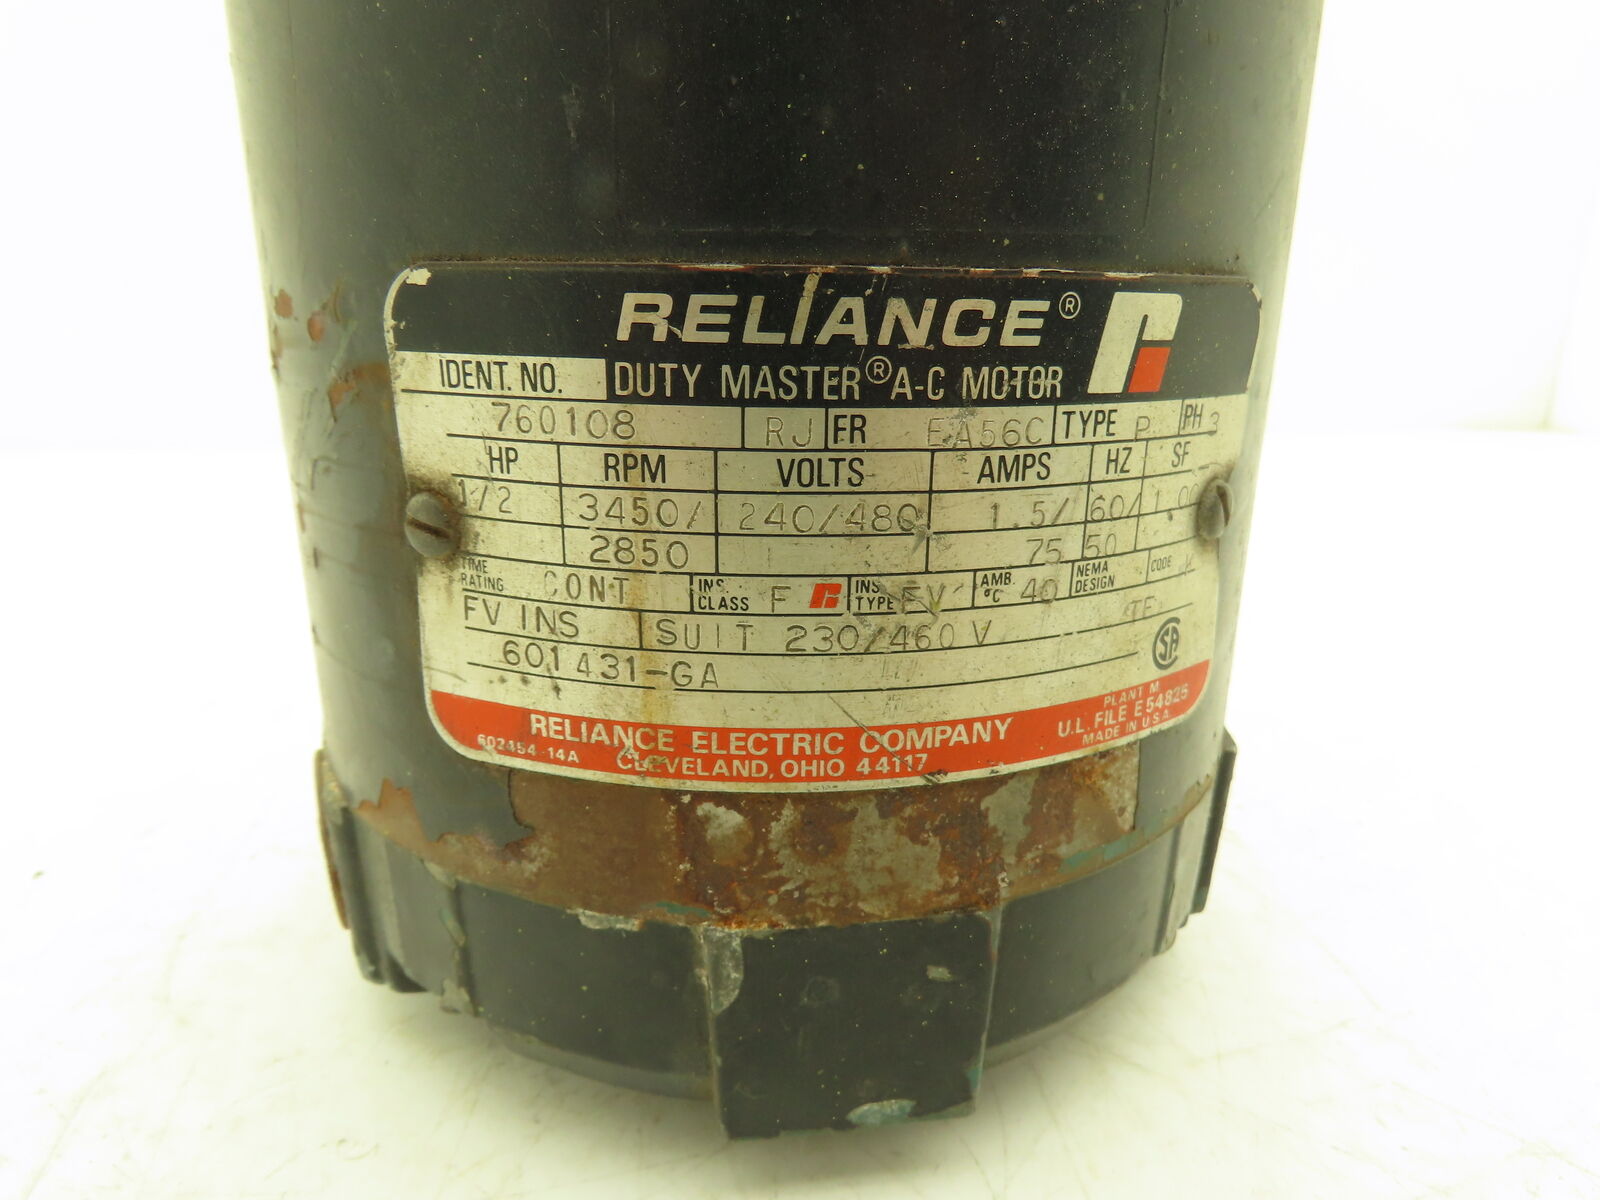 RELIANCE®
IDENT. NO. DUTY MASTER® A-C MOTOR
760108 RJ FR EA56C TYPE P PH 3
HP RPM VOLTS AMPS HZ SF
1/2 3450/ 240/480 1.5/ 60/ 1.00
2850 75 50
TIME RATING CONT INS. CLASS F INS TYPE FV AMB. °C 40 NEMA DESIGN CODE
FV INS SUIT 230/460 V TE
601431-GA SA
RELIANCE ELECTRIC COMPANY PLANT M
602454-14A CLEVELAND, OHIO 44117 U.L. FILE E54825
MADE IN U.S.A.